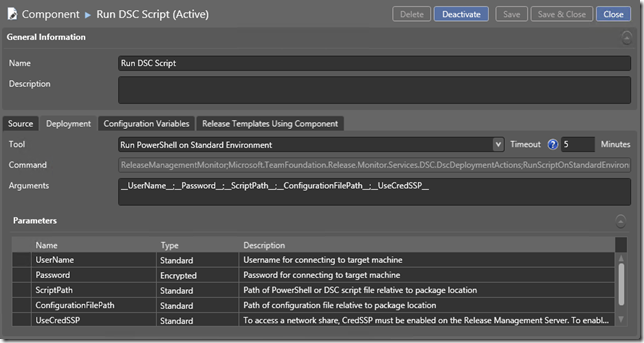 Component ▸ Run DSC Script (Active)
Delete Deactivate Save Save & Close Close
General Information
Name Run DSC Script
Description
Source Deployment Configuration Variables Release Templates Using Component
Tool Run PowerShell on Standard Environment Timeout ? 5 Minutes
Command ReleaseManagementMonitor;Microsoft.TeamFoundation.Release.Monitor.Services.DSC.DscDeploymentActions;RunScriptOnStandardEnviron
Arguments __UserName__;__Password__;__ScriptPath__;__ConfigurationFilePath__;__UseCredSSP__
Parameters
Name Type Description
UserName Standard Username for connecting to target machine
Password Encrypted Password for connecting to target machine
ScriptPath Standard Path of PowerShell or DSC script file relative to package location
ConfigurationFilePath Standard Path of configuration file relative to package location
UseCredSSP Standard To access a network share, CredSSP must be enabled on the Release Management Server. To enabl...